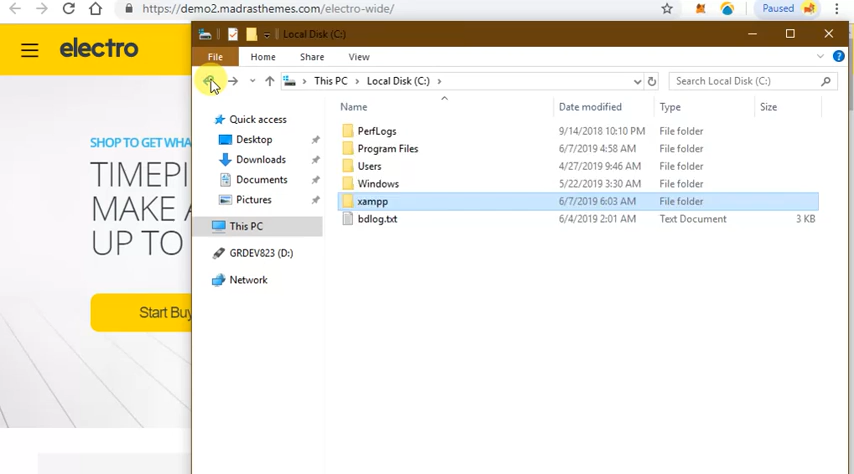 https://demo2.madrasthemes.com/electro-wide/
Paused
electro
SHOP TO GET WHA
TIMEPI
MAKE A
UP TO
Start Buy
Local Disk (C:)
File Home Share View
This PC Local Disk (C:) Search Local Disk (C:)
Name Date modified Type Size
Quick access
Desktop
Downloads
Documents
Pictures
This PC
GRDEV823 (D:)
Network
PerfLogs 9/14/2018 10:10 PM File folder
Program Files 6/7/2019 4:58 AM File folder
Users 4/27/2019 9:46 AM File folder
Windows 5/22/2019 3:30 AM File folder
xampp 6/7/2019 6:03 AM File folder
bdlog.txt 6/4/2019 2:01 AM Text Document 3 KB